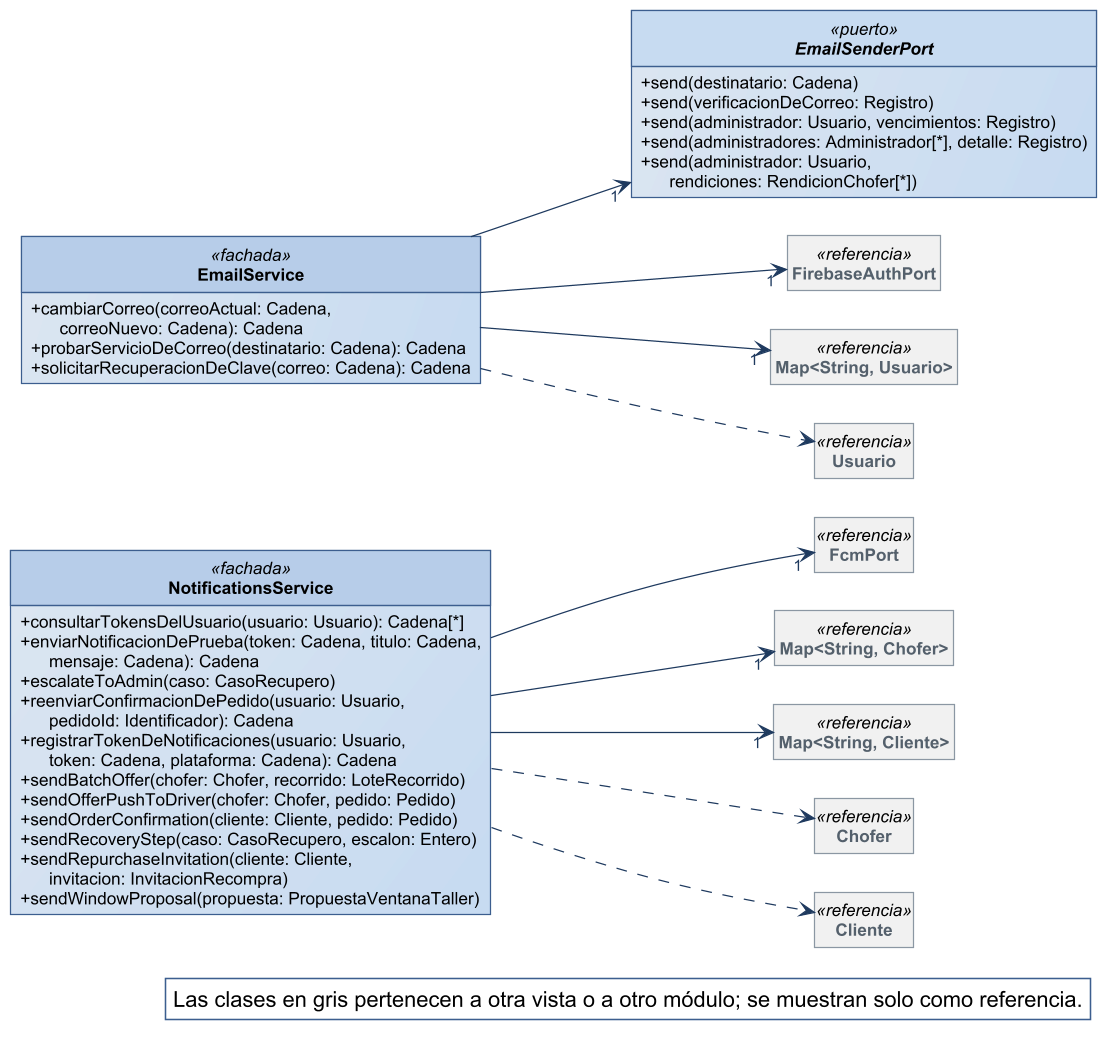 «puerto»
EmailSenderPort
+send(destinatario: Cadena)
+send(verificacionDeCorreo: Registro)
+send(administrador: Usuario, vencimientos: Registro)
+send(administradores: Administrador[*], detalle: Registro)
+send(administrador: Usuario,
rendiciones: RendicionChofer[*])
1
«fachada»
EmailService
+cambiarCorreo(correoActual: Cadena,
correoNuevo: Cadena): Cadena
+probarServicioDeCorreo(destinatario: Cadena): Cadena
+solicitarRecuperacionDeClave(correo: Cadena): Cadena
«referencia»
FirebaseAuthPort
1
«referencia»
Map<String, Usuario>
1
«referencia»
Usuario
«referencia»
FcmPort
1
«fachada»
NotificationsService
+consultarTokensDelUsuario(usuario: Usuario): Cadena[*]
+enviarNotificacionDePrueba(token: Cadena, titulo: Cadena,
mensaje: Cadena): Cadena
+escalateToAdmin(caso: CasoRecupero)
+reenviarConfirmacionDePedido(usuario: Usuario,
pedidoId: Identificador): Cadena
+registrarTokenDeNotificaciones(usuario: Usuario,
token: Cadena, plataforma: Cadena): Cadena
+sendBatchOffer(chofer: Chofer, recorrido: LoteRecorrido)
+sendOfferPushToDriver(chofer: Chofer, pedido: Pedido)
+sendOrderConfirmation(cliente: Cliente, pedido: Pedido)
+sendRecoveryStep(caso: CasoRecupero, escalon: Entero)
+sendRepurchaseInvitation(cliente: Cliente,
invitacion: InvitacionRecompra)
+sendWindowProposal(propuesta: PropuestaVentanaTaller)
«referencia»
Map<String, Chofer>
1
«referencia»
Map<String, Cliente>
1
«referencia»
Chofer
«referencia»
Cliente
Las clases en gris pertenecen a otra vista o a otro módulo; se muestran solo como referencia.